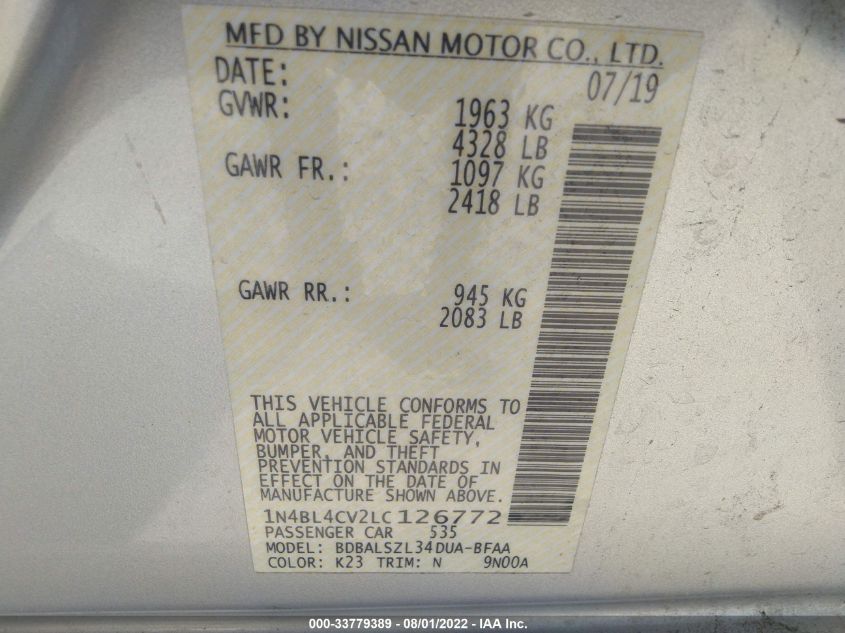 MFD BY NISSAN MOTOR CO., LTD.
DATE: 07/19
GVWR: 1963 KG
4328 LB
GAWR FR.: 1097 KG
2418 LB
GAWR RR.: 945 KG
2083 LB
THIS VEHICLE CONFORMS TO
ALL APPLICABLE FEDERAL
MOTOR VEHICLE SAFETY,
BUMPER, AND THEFT
PREVENTION STANDARDS IN
EFFECT ON THE DATE OF
MANUFACTURE SHOWN ABOVE.
1N4BL4CV2LC126772
PASSENGER CAR 535
MODEL: BDBALSZL34DUA-BFAA
COLOR: K23 TRIM: N 9N00A
000-33779389 - 08/01/2022 - IAA Inc.